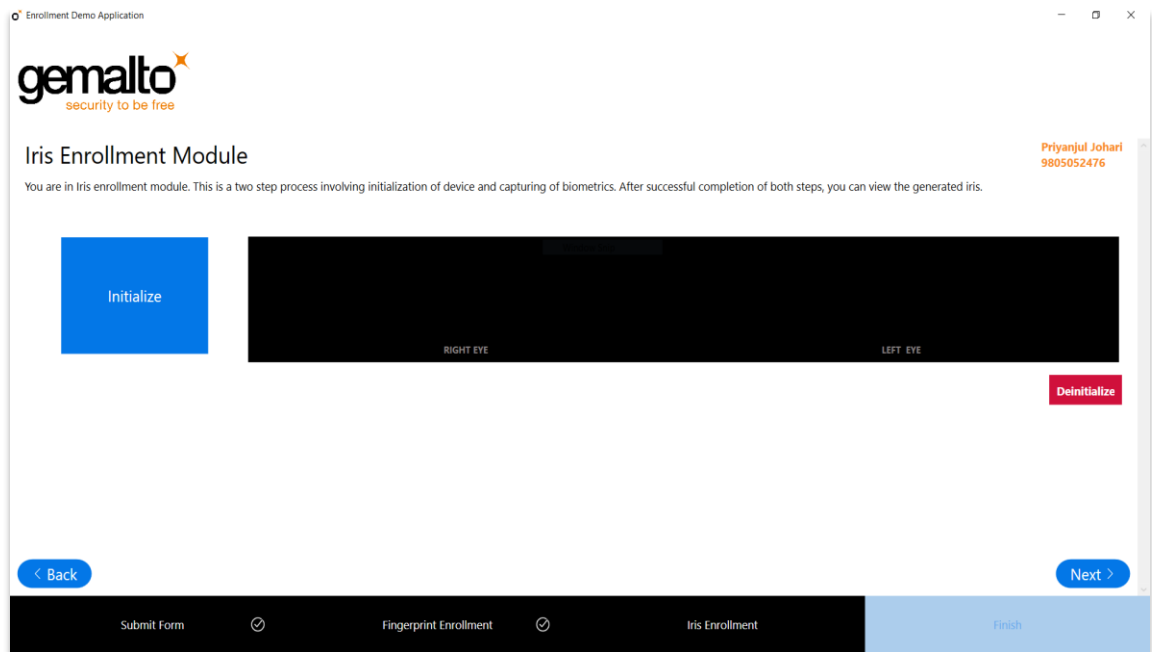 Enrollment Demo Application
gemalto
security to be free
Iris Enrollment Module
Priyanjul Johari
9805052476
You are in Iris enrollment module. This is a two step process involving initialization of device and capturing of biometrics. After successful completion of both steps, you can view the generated iris.
Initialize
RIGHT EYE
LEFT EYE
Deinitialize
Back
Next
Submit Form
Fingerprint Enrollment
Iris Enrollment
Finish